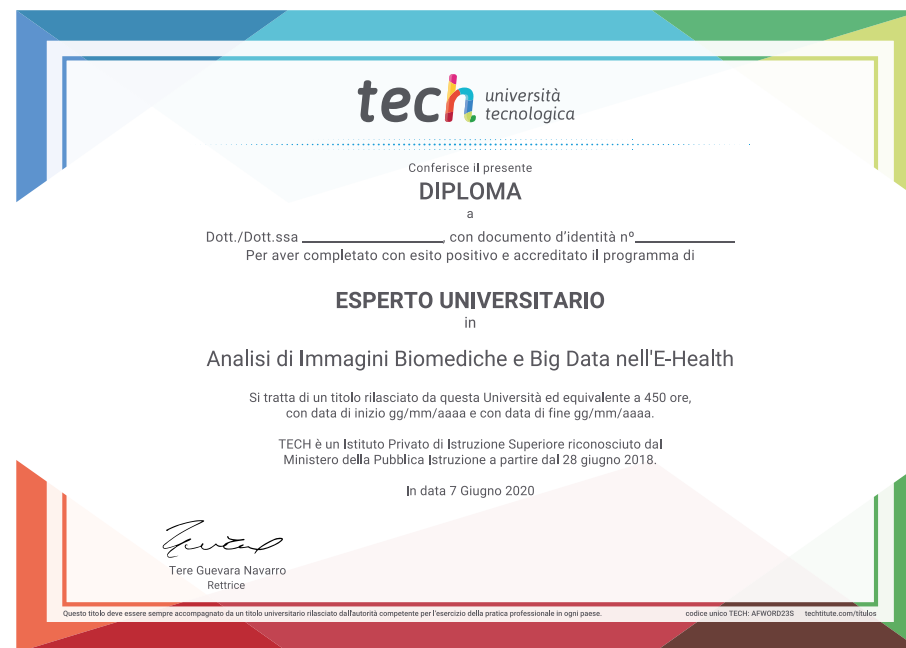 tech università
tecnologica
Conferisce il presente
DIPLOMA
a
Dott./Dott.ssa ____________________, con documento d'identità nº______________
Per aver completato con esito positivo e accreditato il programma di
ESPERTO UNIVERSITARIO
in
Analisi di Immagini Biomediche e Big Data nell'E-Health
Si tratta di un titolo rilasciato da questa Università ed equivalente a 450 ore,
con data di inizio gg/mm/aaaa e con data di fine gg/mm/aaaa.
TECH è un Istituto Privato di Istruzione Superiore riconosciuto dal
Ministero della Pubblica Istruzione a partire dal 28 giugno 2018.
In data 7 Giugno 2020
Tere Guevara Navarro
Rettrice
Questo titolo deve essere sempre accompagnato da un titolo universitario rilasciato dall'autorità competente per l'esercizio della pratica professionale in ogni paese. codice unico TECH: AFWORD23S techtitute.com/titulos